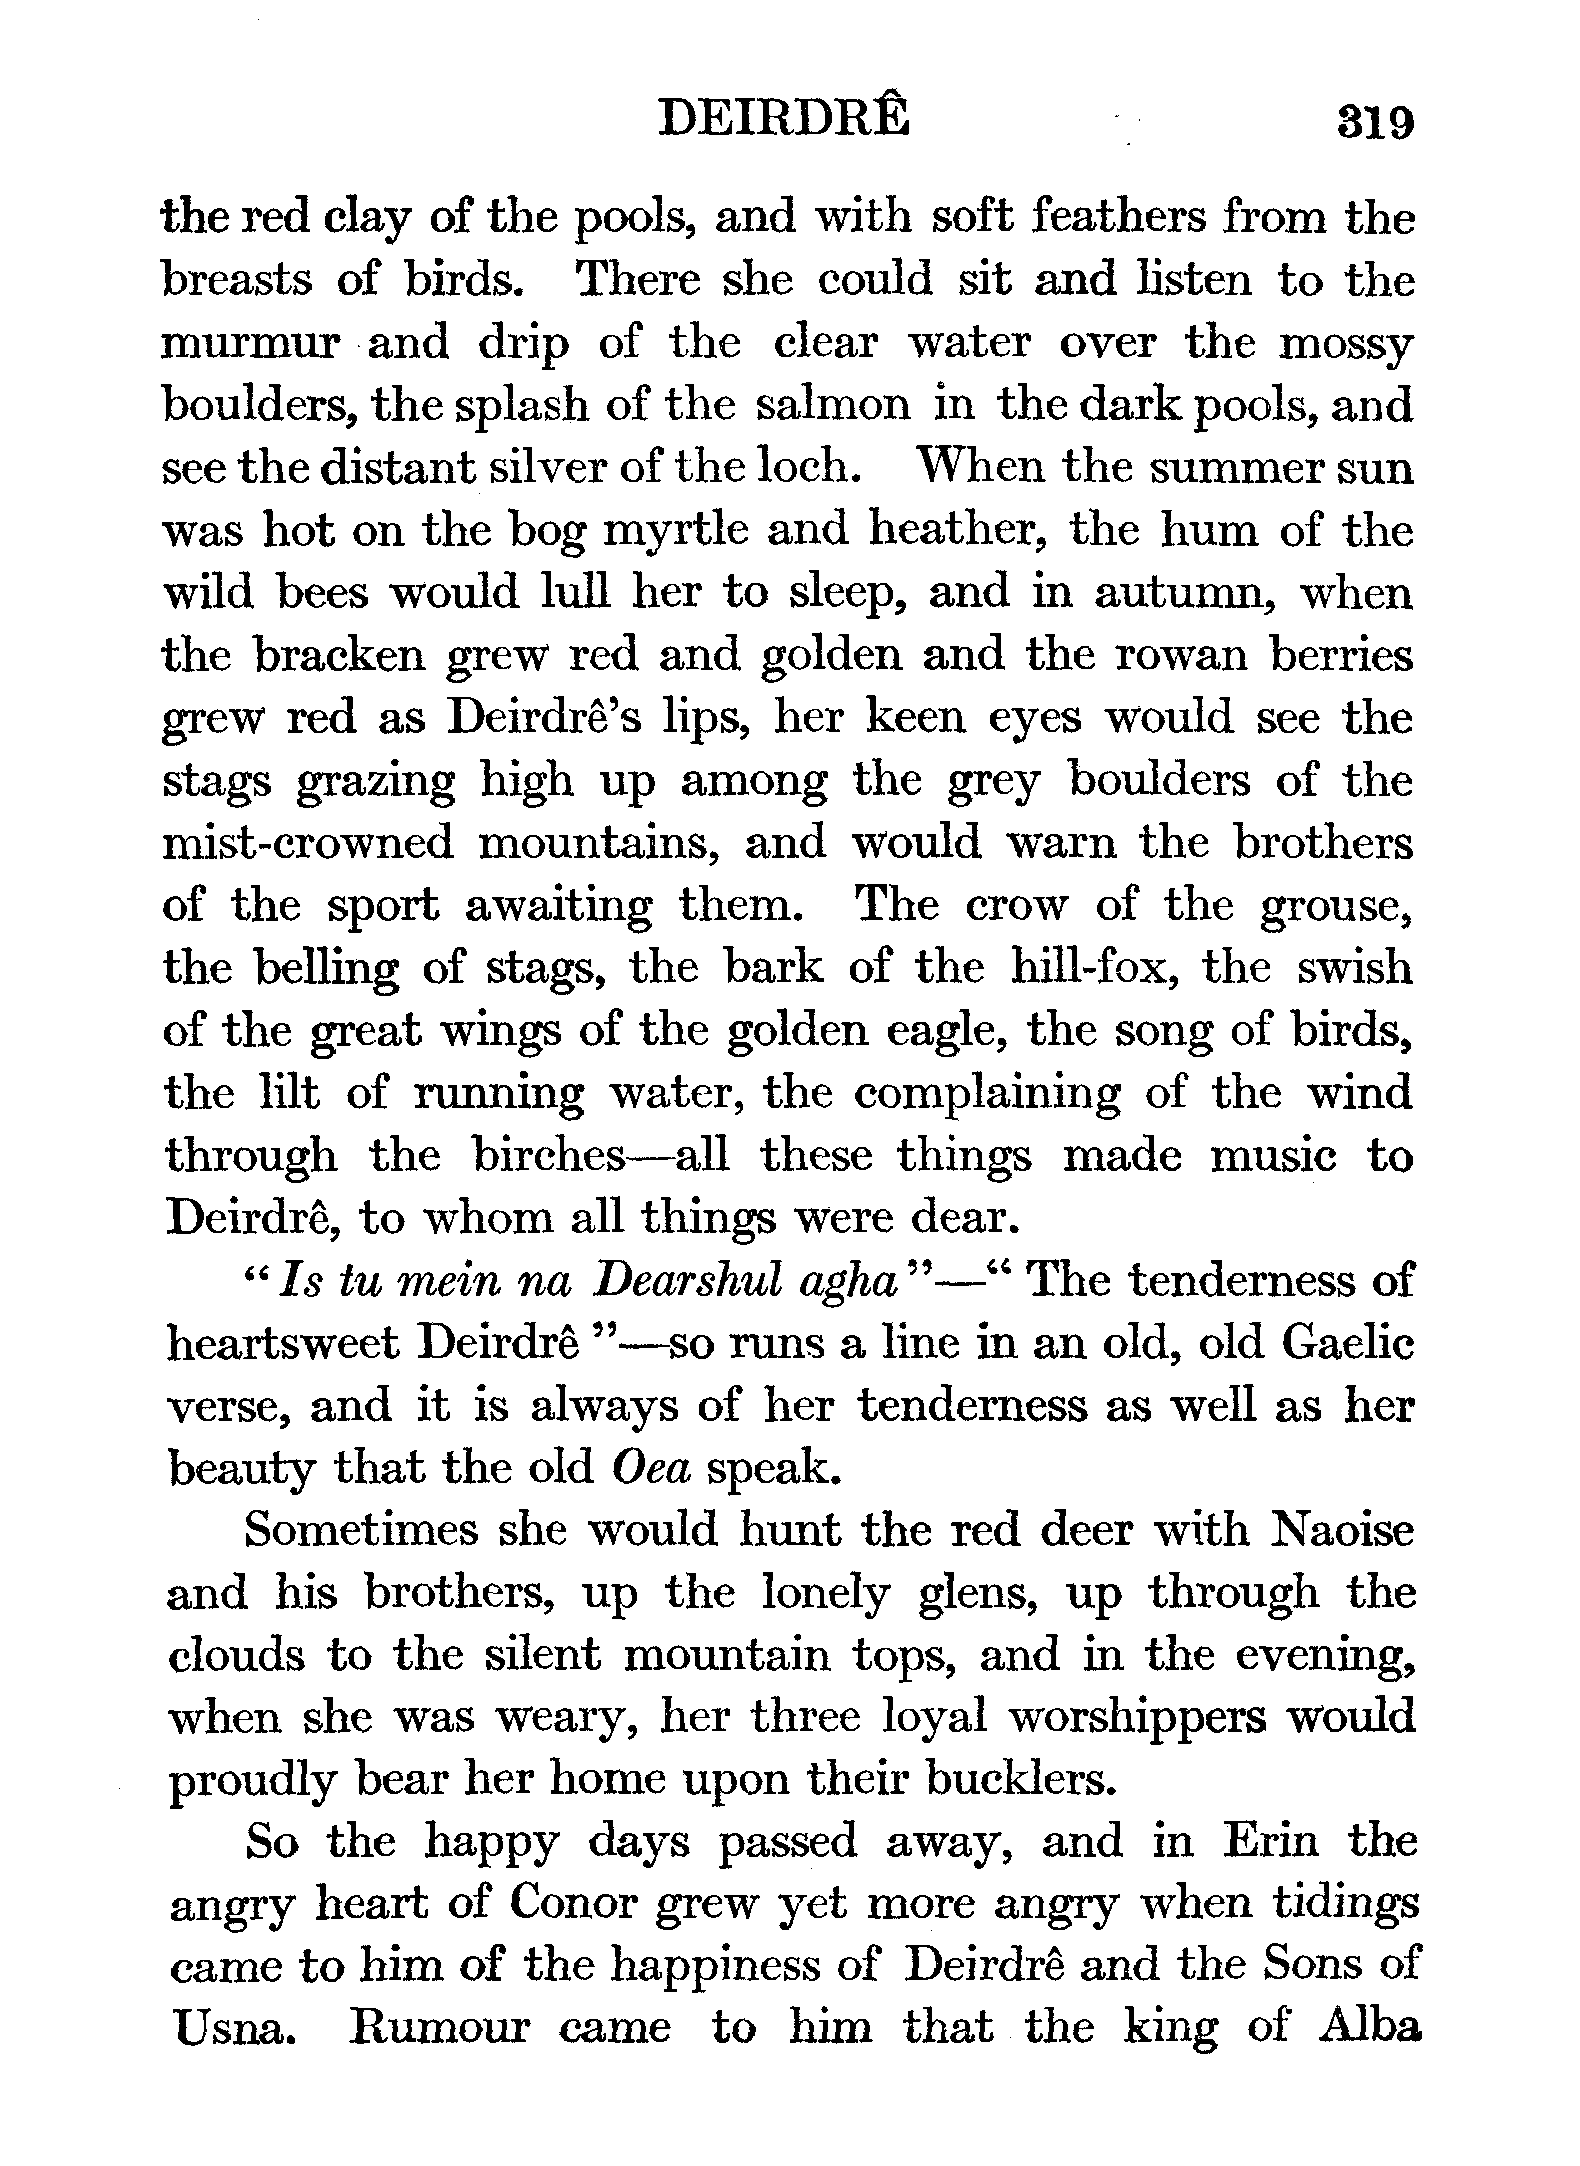 DEIRDRÊ 319
the red clay of the pools, and with soft feathers from the
breasts of birds. There she could sit and listen to the
murmur and drip of the clear water over the mossy
boulders, the splash of the salmon in the dark pools, and
see the distant silver of the loch. When the summer sun
was hot on the bog myrtle and heather, the hum of the
wild bees would lull her to sleep, and in autumn, when
the bracken grew red and golden and the rowan berries
grew red as Deirdrê's lips, her keen eyes would see the
stags grazing high up among the grey boulders of the
mist-crowned mountains, and would warn the brothers
of the sport awaiting them. The crow of the grouse,
the belling of stags, the bark of the hill-fox, the swish
of the great wings of the golden eagle, the song of birds,
the lilt of running water, the complaining of the wind
through the birches—all these things made music to
Deirdrê, to whom all things were dear.
“Is tu mein na Dearshul agha”—“The tenderness of
heartsweet Deirdrê”—so runs a line in an old, old Gaelic
verse, and it is always of her tenderness as well as her
beauty that the old Oea speak.
Sometimes she would hunt the red deer with Naoise
and his brothers, up the lonely glens, up through the
clouds to the silent mountain tops, and in the evening,
when she was weary, her three loyal worshippers would
proudly bear her home upon their bucklers.
So the happy days passed away, and in Erin the
angry heart of Conor grew yet more angry when tidings
came to him of the happiness of Deirdrê and the Sons of
Usna. Rumour came to him that the king of Alba